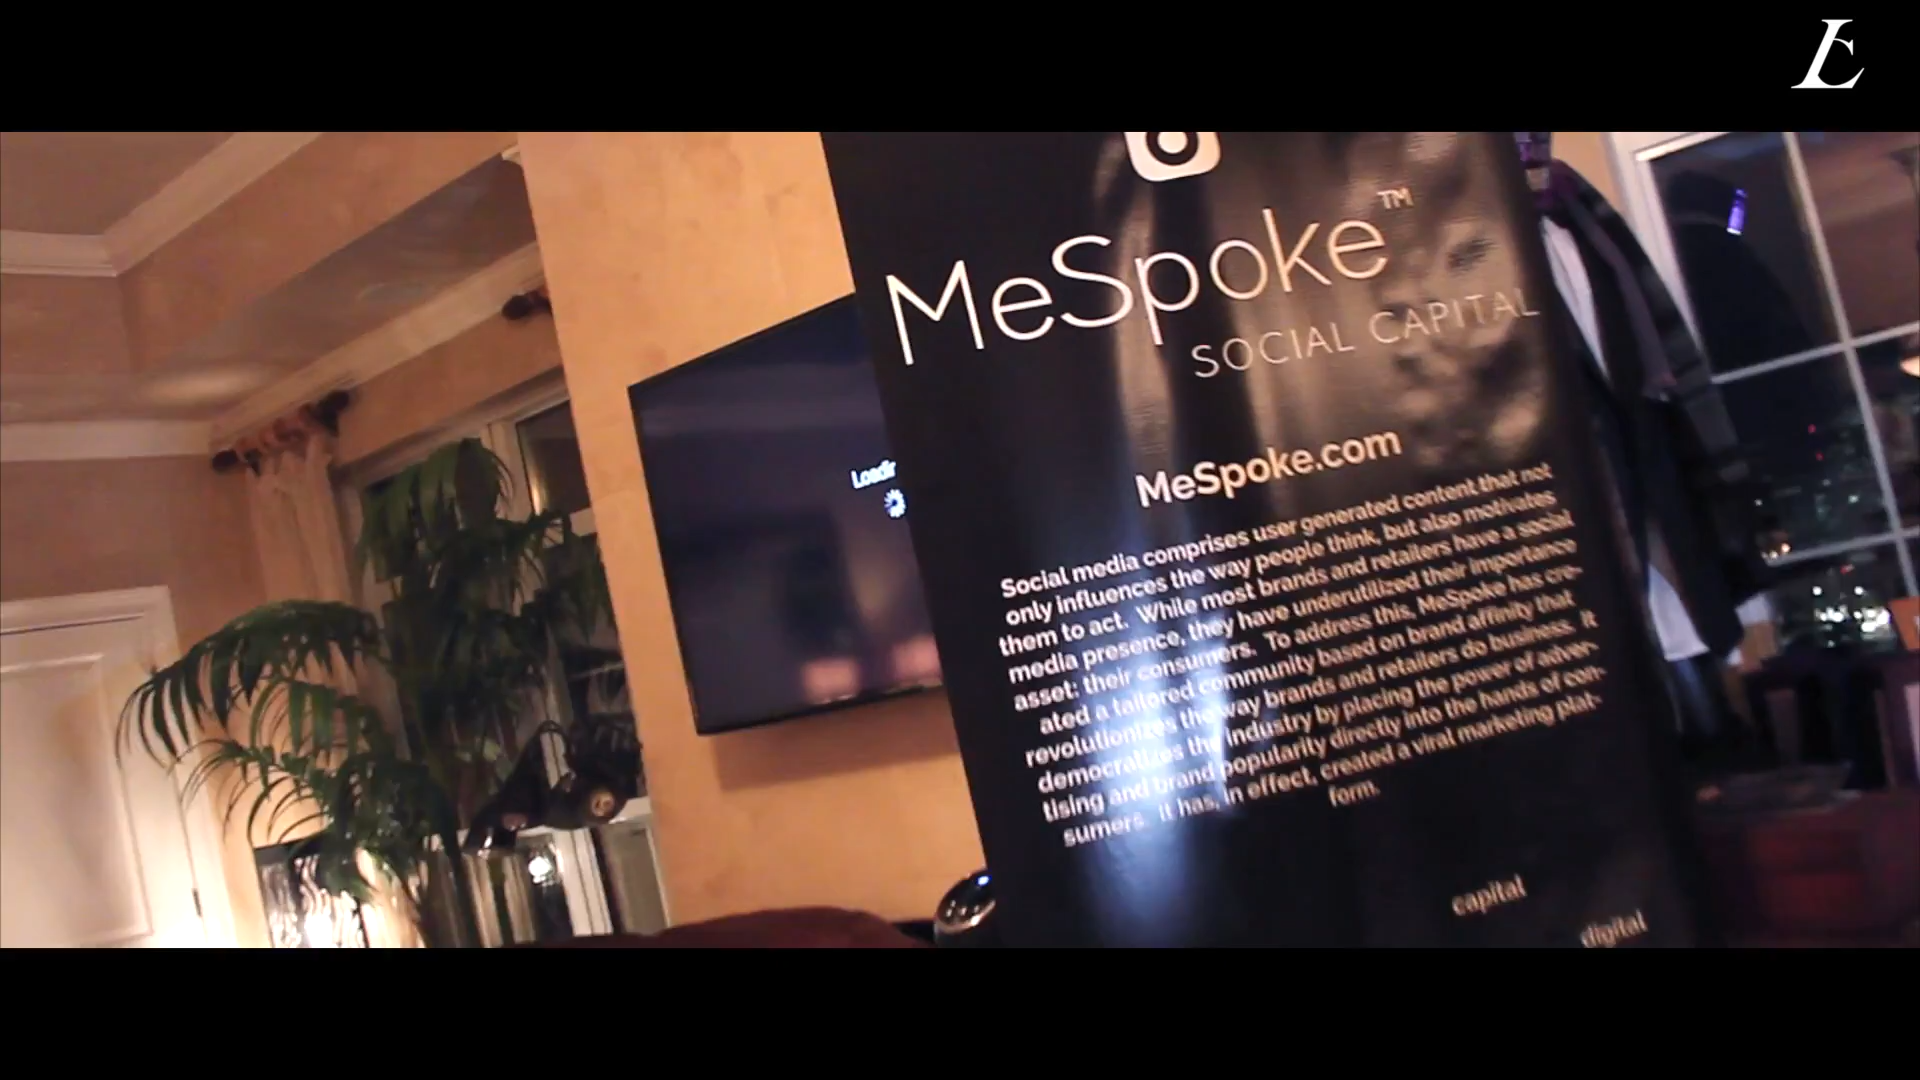 LE
MeSpoke™
SOCIAL CAPITAL
MeSpoke.com
Social media comprises user generated content that not
only influences the way people think, but also motivates
them to act. While most brands and retailers have a social
media presence, they have underutilized their importance
asset: their consumers. To address this, MeSpoke has cre-
ated a tailored community based on brand affinity that
revolutionizes the way brands and retailers do business. It
democratizes the industry by placing the power of adver-
tising and brand popularity directly into the hands of con-
sumers. It has, in effect, created a viral marketing plat-
form.
capital
digital